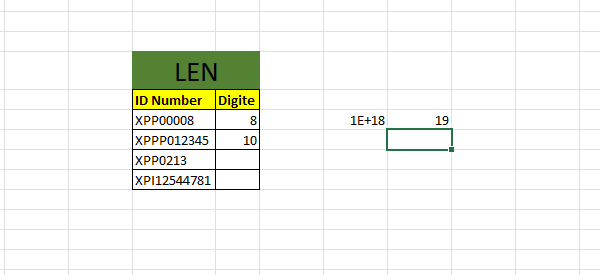 LEN
ID Number Digite
XPP00008 8 1E+18 19
XPPP012345 10
XPP0213
XPI12544781